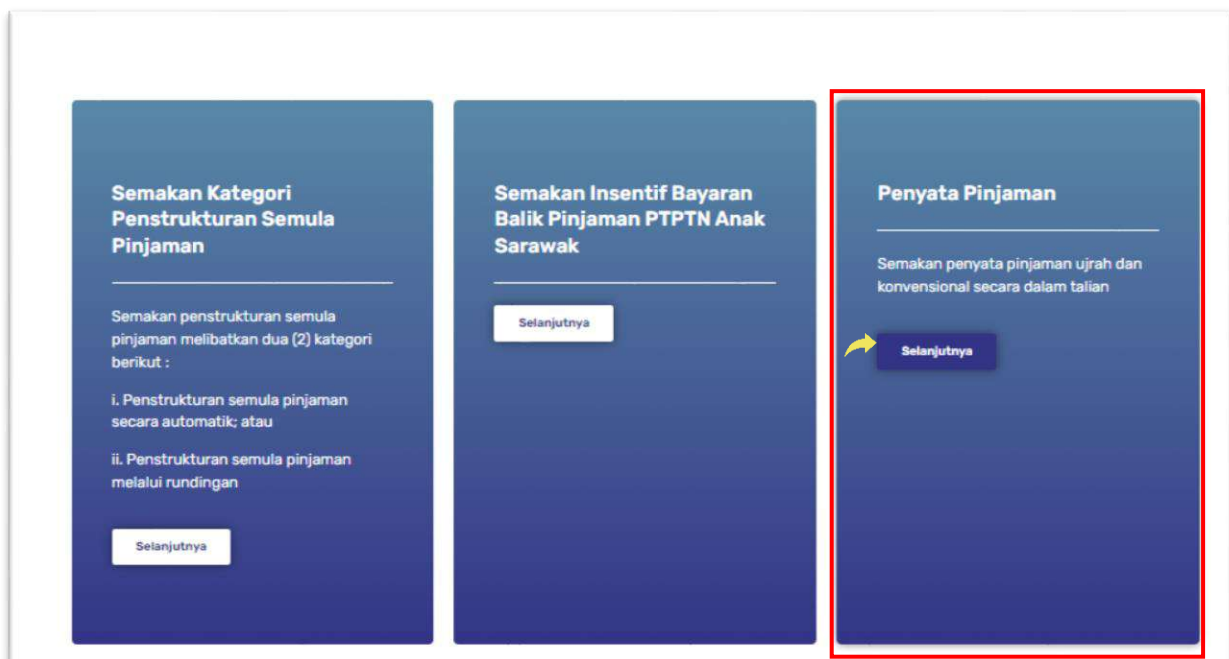 Semakan Kategori
Penstrukturan Semula
Pinjaman
Semakan penstrukturan semula
pinjaman melibatkan dua (2) kategori
berikut :
i. Penstrukturan semula pinjaman
secara automatik; atau
ii. Penstrukturan semula pinjaman
melalui rundingan
Selanjutnya
Semakan Insentif Bayaran
Balik Pinjaman PTPTN Anak
Sarawak
Selanjutnya
Penyata Pinjaman
Semakan penyata pinjaman ujrah dan
konvensional secara dalam talian
Selanjutnya